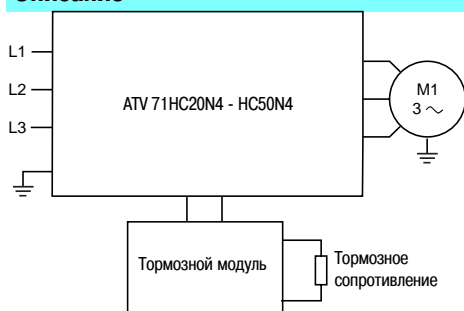 Описание
L1
L2
L3
ATV 71HC20N4 - HC50N4
M1
3 ~
Тормозной модуль
Тормозное
сопротивление